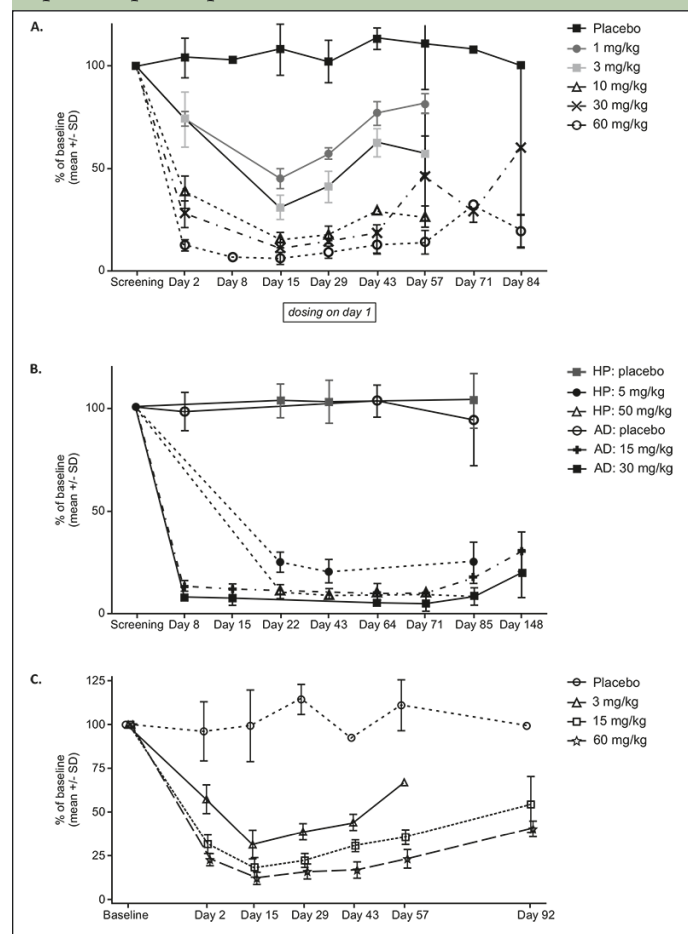 A.
100
50
0
% of baseline
(mean +/- SD)
Screening Day 2 Day 8 Day 15 Day 29 Day 43 Day 57 Day 71 Day 84
dosing on day 1
Placebo
1 mg/kg
3 mg/kg
10 mg/kg
30 mg/kg
60 mg/kg
B.
100
50
0
% of baseline
(mean +/- SD)
Screening Day 8 Day 15 Day 22 Day 43 Day 64 Day 71 Day 85 Day 148
HP: placebo
HP: 5 mg/kg
HP: 50 mg/kg
AD: placebo
AD: 15 mg/kg
AD: 30 mg/kg
C.
125
100
75
50
25
0
% of baseline
(mean +/- SD)
Baseline Day 2 Day 15 Day 29 Day 43 Day 57 Day 92
Placebo
3 mg/kg
15 mg/kg
60 mg/kg